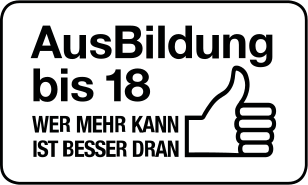 AusBildung
bis 18
WER MEHR KANN
IST BESSER DRAN